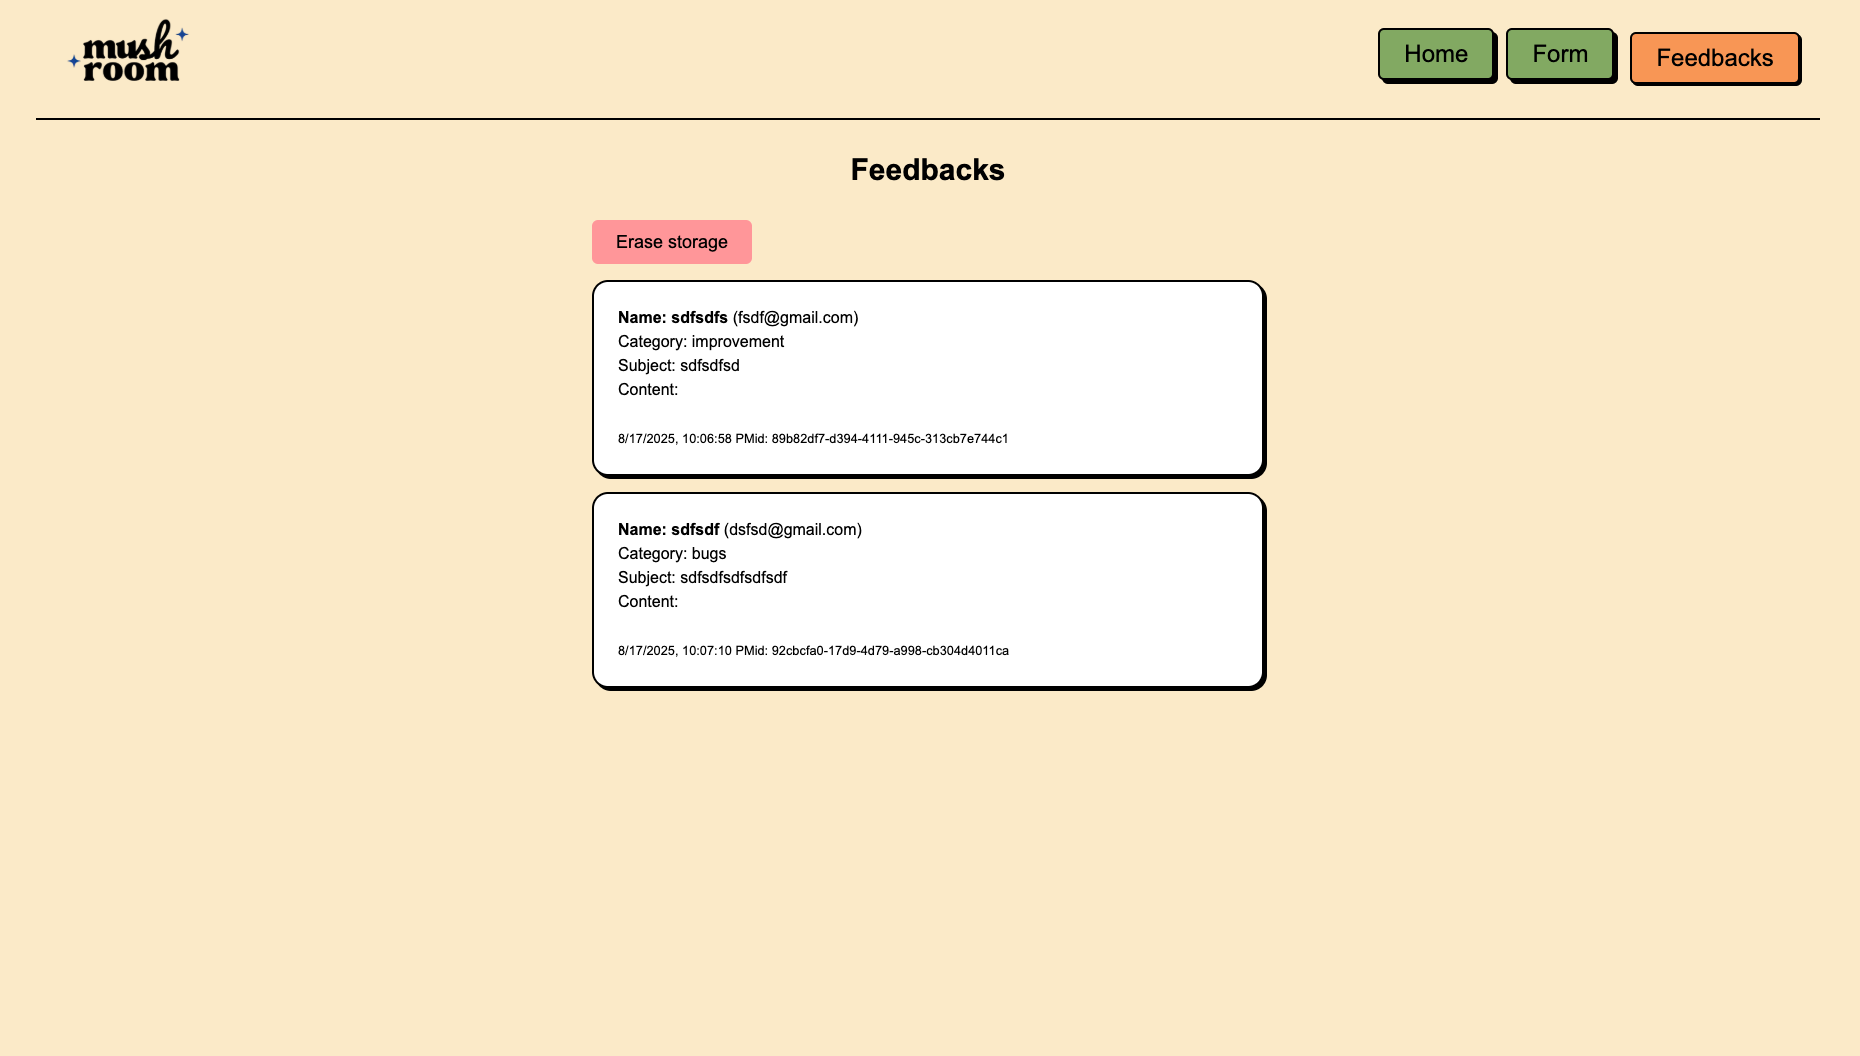 mush
room
Home
Form
Feedbacks
Feedbacks
Erase storage
Name: sdfsdfs (fsdf@gmail.com)
Category: improvement
Subject: sdfsdfsd
Content:
8/17/2025, 10:06:58 PMid: 89b82df7-d394-4111-945c-313cb7e744c1
Name: sdfsdf (dsfsd@gmail.com)
Category: bugs
Subject: sdfsdfsdfsdfsdf
Content:
8/17/2025, 10:07:10 PMid: 92cbcfa0-17d9-4d79-a998-cb304d4011ca